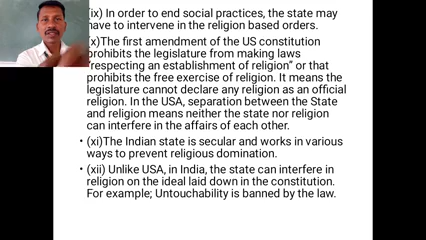 (ix) In order to end social practices, the state may
have to intervene in the religion based orders.
(x)The first amendment of the US constitution
prohibits the legislature from making laws
“respecting an establishment of religion” or that
prohibits the free exercise of religion. It means the
legislature cannot declare any religion as an official
religion. In the USA, separation between the State
and religion means neither the state nor religion
can interfere in the affairs of each other.
• (xi)The Indian state is secular and works in various
ways to prevent religious domination.
• (xii) Unlike USA, in India, the state can interfere in
religion on the ideal laid down in the constitution.
For example; Untouchability is banned by the law.